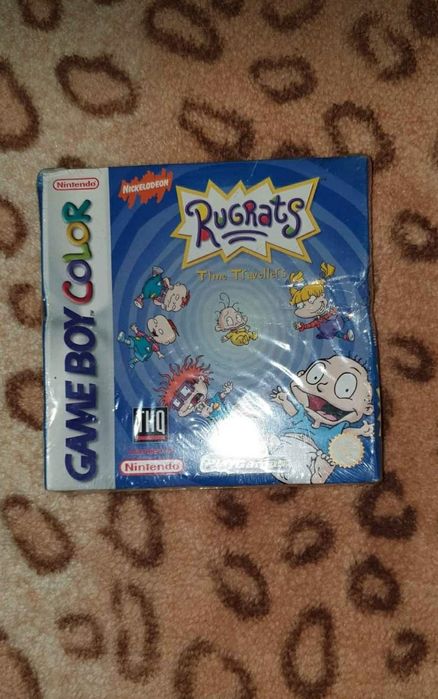 Nintendo
GAME BOY COLOR
NICKELODEON
RUGRATS
Time Travellers
THQ
Nintendo